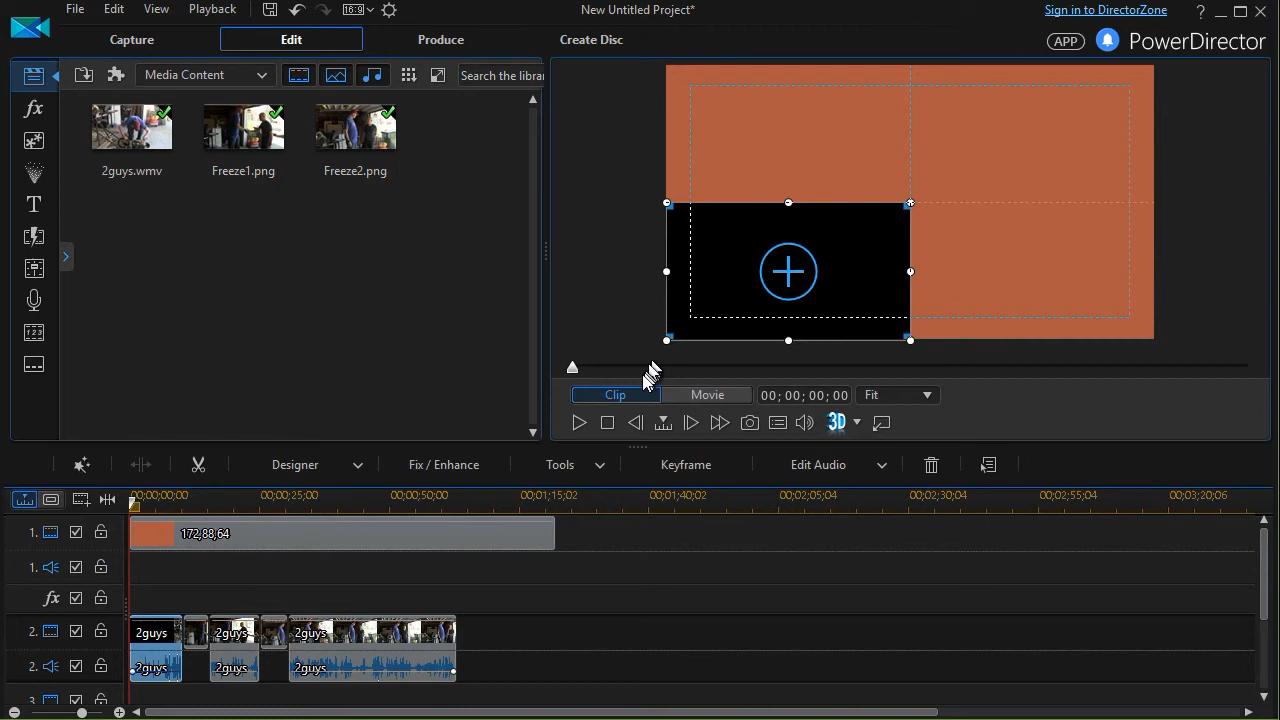 File Edit View Playback 16:9 New Untitled Project* Sign in to DirectorZone ?
Capture Edit Produce Create Disc APP PowerDirector
Media Content Search the librar
2guys.wmv Freeze1.png Freeze2.png
fx
T
Clip Movie 00; 00; 00; 00 Fit
3D
Designer Fix / Enhance Tools Keyframe Edit Audio
00;00;00;00 00;00;25;00 00;00;50;00 00;01;15;02 00;01;40;02 00;02;05;04 00;02;30;04 00;02;55;04 00;03;20;06
1. 172,88,64
1.
fx
2. 2guys 2guys 2guys
2. 2guys 2guys 2guys
3.